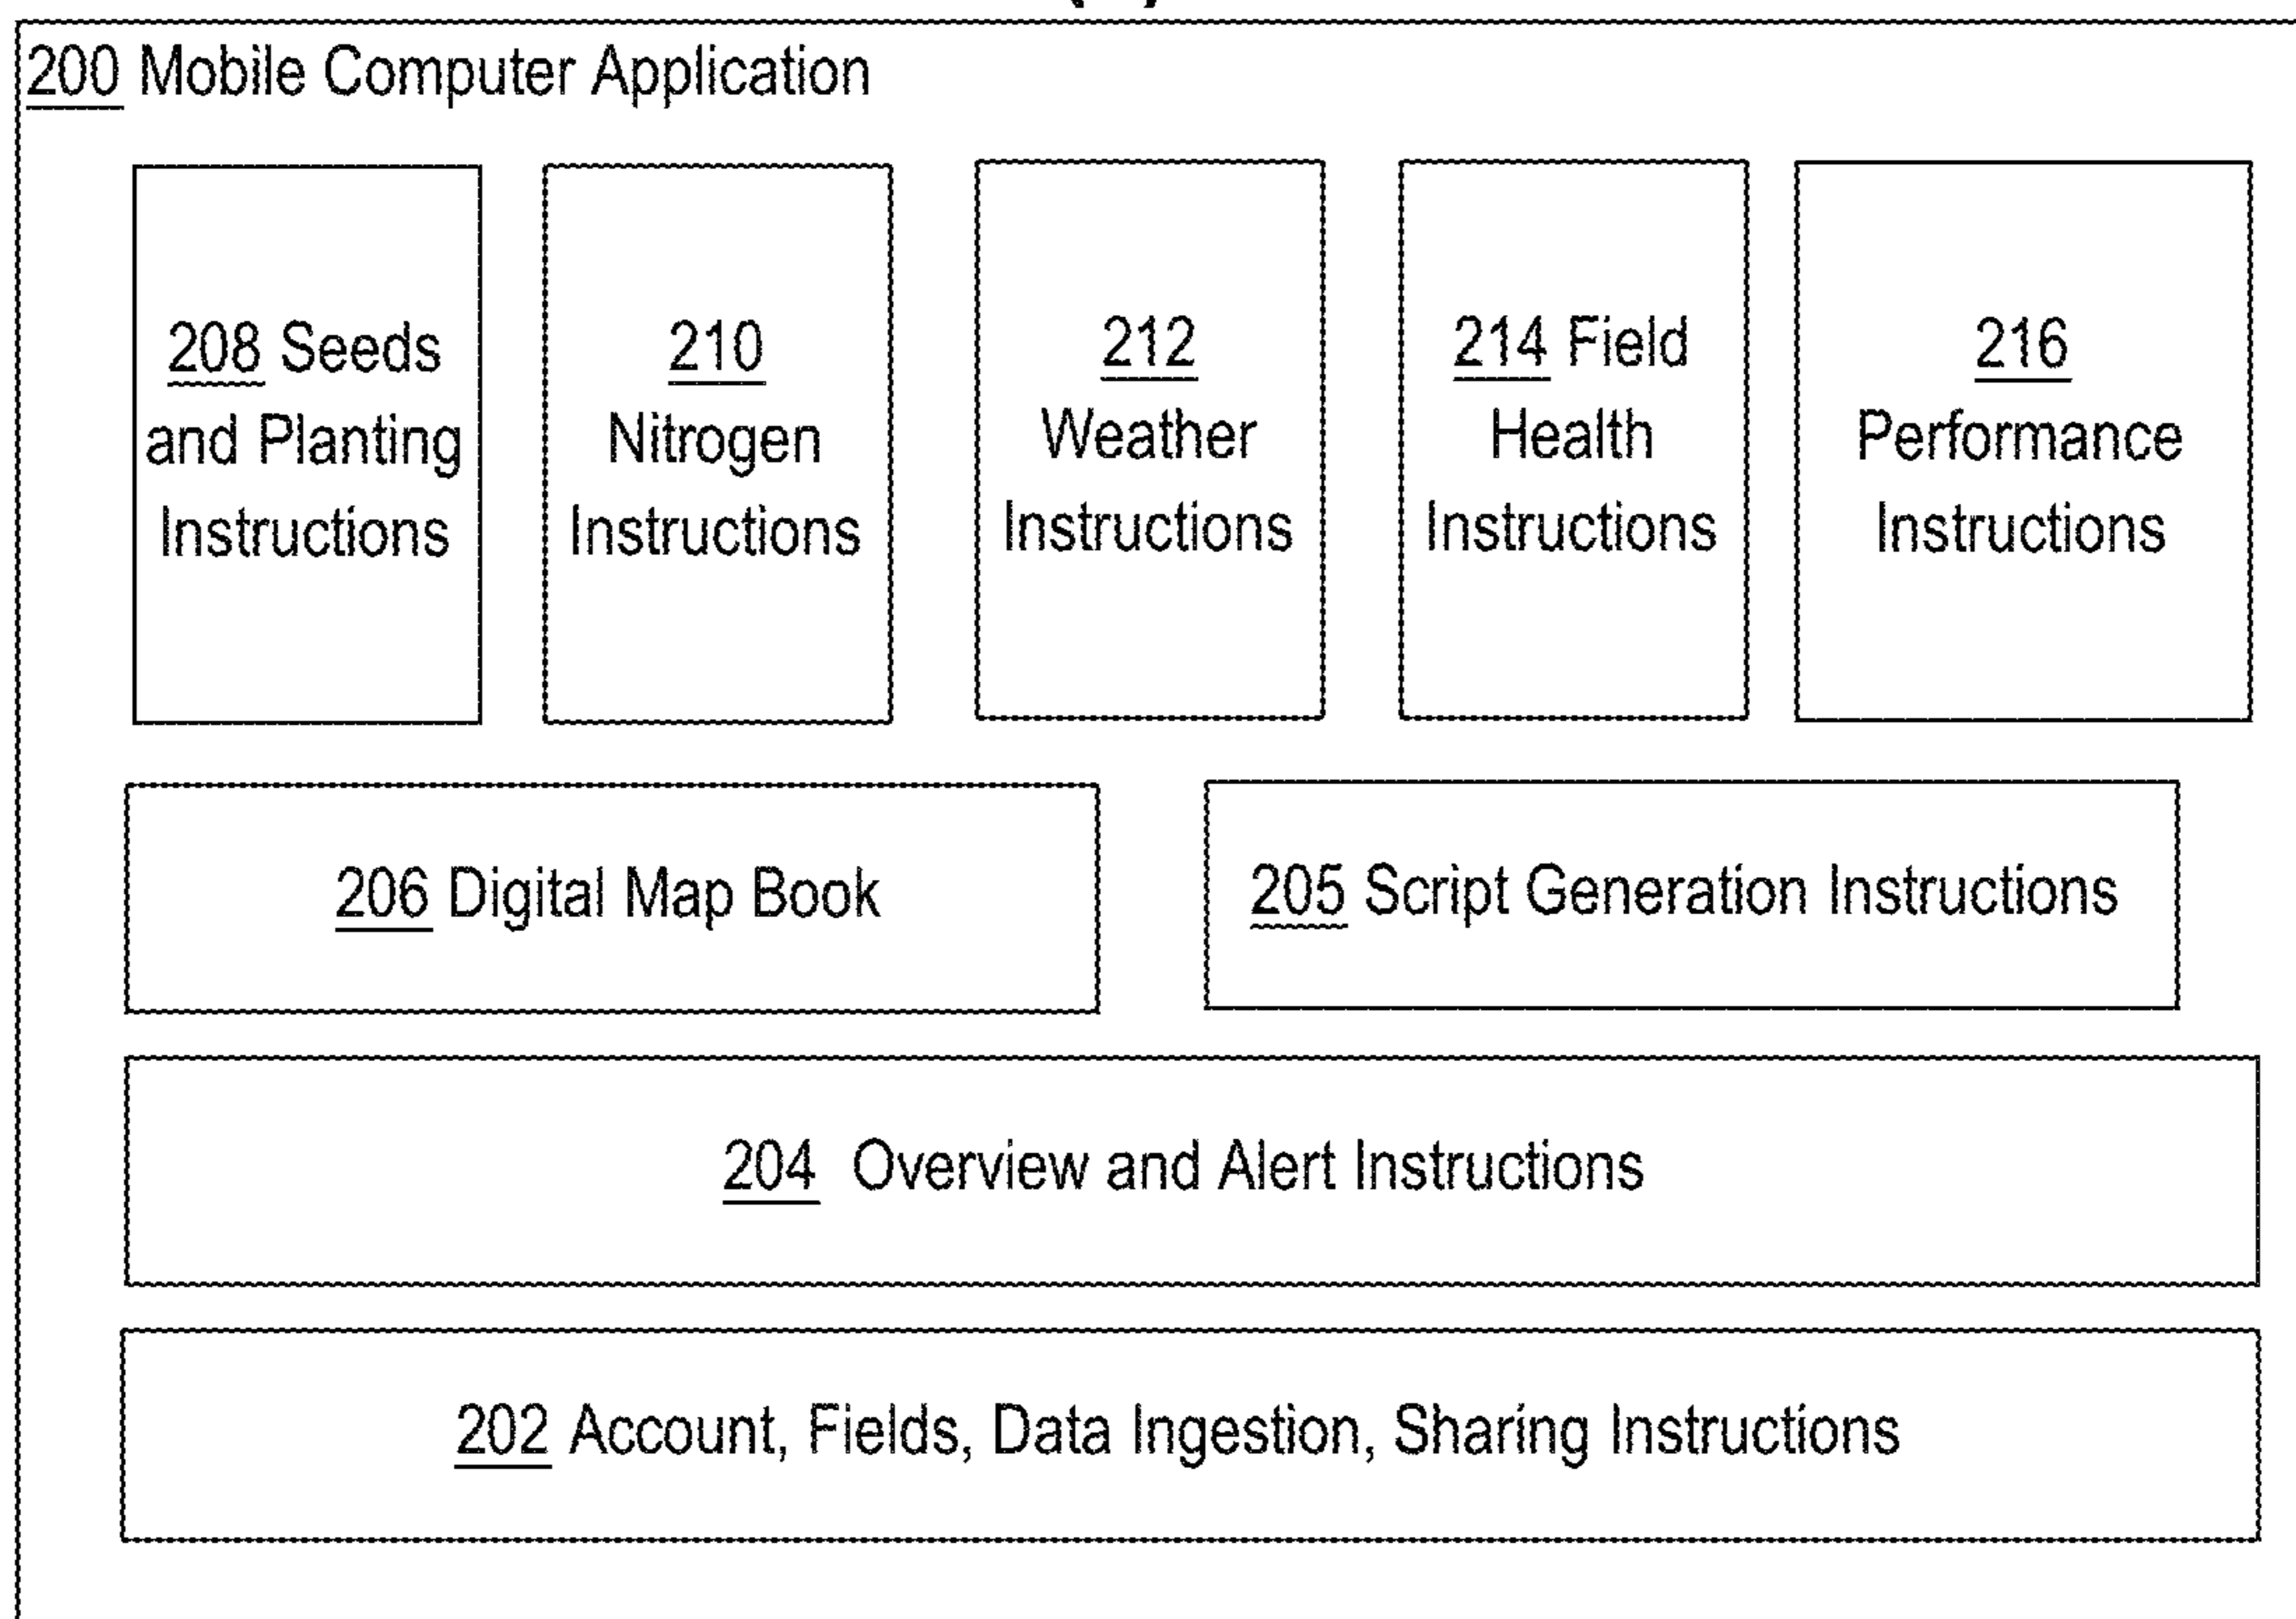 200 Mobile Computer Application
208 Seeds
and Planting
Instructions
210
Nitrogen
Instructions
212
Weather
Instructions
214 Field
Health
Instructions
216
Performance
Instructions
206 Digital Map Book
205 Script Generation Instructions
204 Overview and Alert Instructions
202 Account, Fields, Data Ingestion, Sharing Instructions